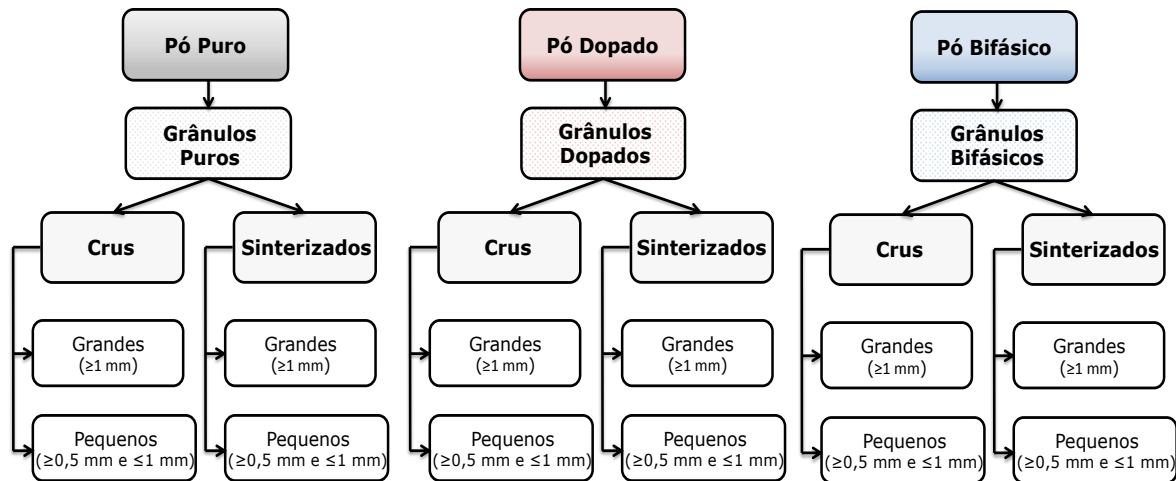 Pó Puro
Grânulos
Puros
Crus
Sinterizados
Grandes
(≥1 mm)
Grandes
(≥1 mm)
Pequenos
(≥0,5 mm e ≤1 mm)
Pequenos
(≥0,5 mm e ≤1 mm)
Pó Dopado
Grânulos
Dopados
Crus
Sinterizados
Grandes
(≥1 mm)
Grandes
(≥1 mm)
Pequenos
(≥0,5 mm e ≤1 mm)
Pequenos
(≥0,5 mm e ≤1 mm)
Pó Bifásico
Grânulos
Bifásicos
Crus
Sinterizados
Grandes
(≥1 mm)
Grandes
(≥1 mm)
Pequenos
(≥0,5 mm e ≤1 mm)
Pequenos
(≥0,5 mm e ≤1 mm)